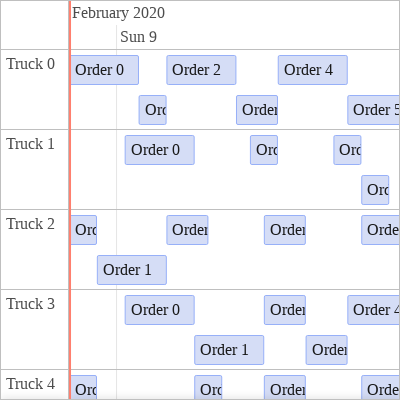 February 2020
Sun 9
Truck 0
Order 0
Order 2
Order 4
Orc
Order
Order 5
Truck 1
Order 0
Orc
Orc
Orc
Truck 2
Orc
Order
Order
Orde
Order 1
Truck 3
Order 0
Order
Order 4
Order 1
Order
Truck 4
Orc
Orc
Order
Orde